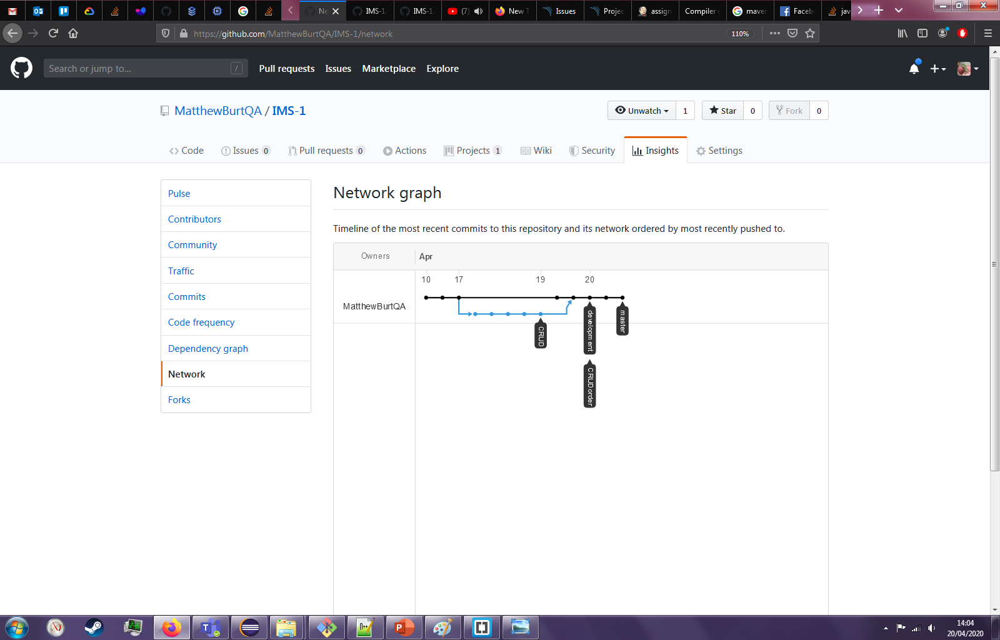 Ne
IMS-1
IMS-1
(7)
New T
Issues
Projec
assign
Compiler
maver
Facebo
jav
https://github.com/MatthewBurtQA/IMS-1/network
110%
Search or jump to...
/
Pull requests
Issues
Marketplace
Explore
MatthewBurtQA / IMS-1
Unwatch 1
Star 0
Fork 0
Code
Issues 0
Pull requests 0
Actions
Projects 1
Wiki
Security
Insights
Settings
Pulse
Contributors
Community
Traffic
Commits
Code frequency
Dependency graph
Network
Forks
Network graph
Timeline of the most recent commits to this repository and its network ordered by most recently pushed to.
Owners
Apr
10 17 19 20
MatthewBurtQA
CRUD
development
master
CRUDorder
14:04
20/04/2020